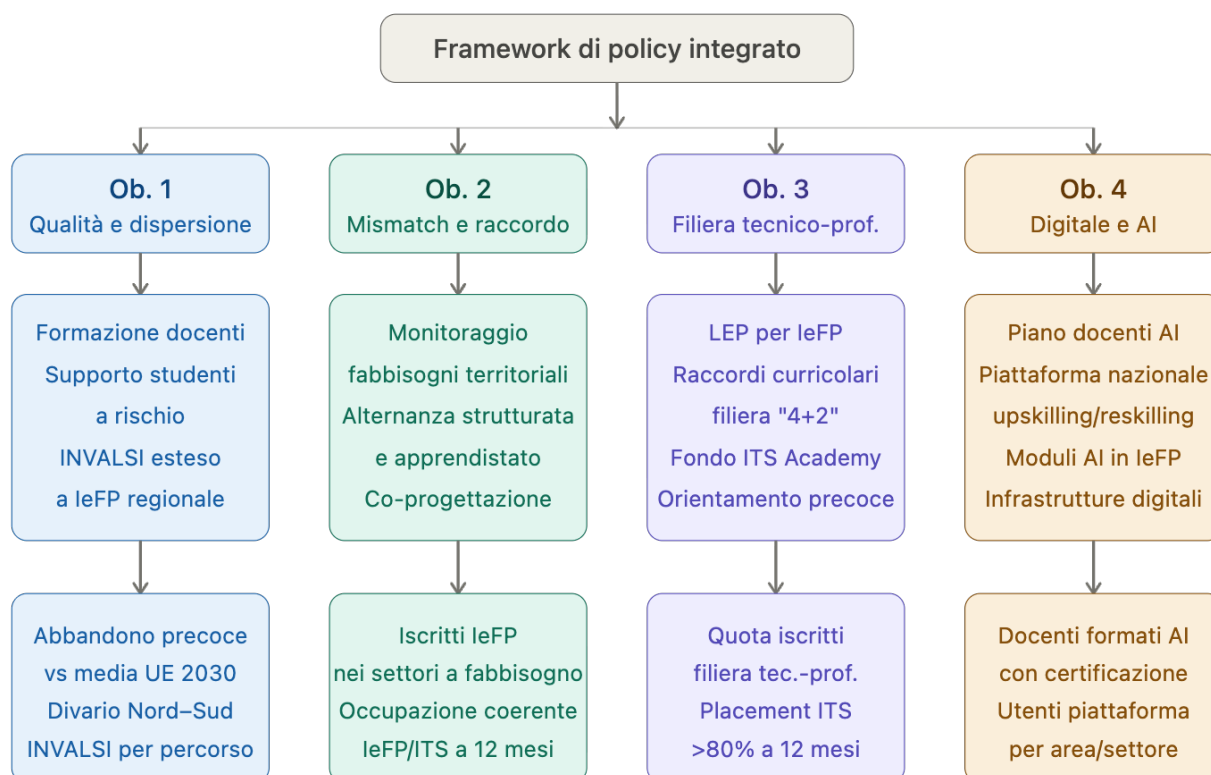 Framework di policy integrato
Ob. 1
Qualità e dispersione
Ob. 2
Mismatch e raccordo
Ob. 3
Filiera tecnico-prof.
Ob. 4
Digitale e AI
Formazione docenti
Supporto studenti
a rischio
INVALSI esteso
a IeFP regionale
Monitoraggio
fabbisogni territoriali
Alternanza strutturata
e apprendistato
Co-progettazione
LEP per IeFP
Raccordi curricolari
filiera "4+2"
Fondo ITS Academy
Orientamento precoce
Piano docenti AI
Piattaforma nazionale
upskilling/reskilling
Moduli AI in IeFP
Infrastrutture digitali
Abbandono precoce
vs media UE 2030
Divario Nord–Sud
INVALSI per percorso
Iscritti IeFP
nei settori a fabbisogno
Occupazione coerente
IeFP/ITS a 12 mesi
Quota iscritti
filiera tec.-prof.
Placement ITS
>80% a 12 mesi
Docenti formati AI
con certificazione
Utenti piattaforma
per area/settore